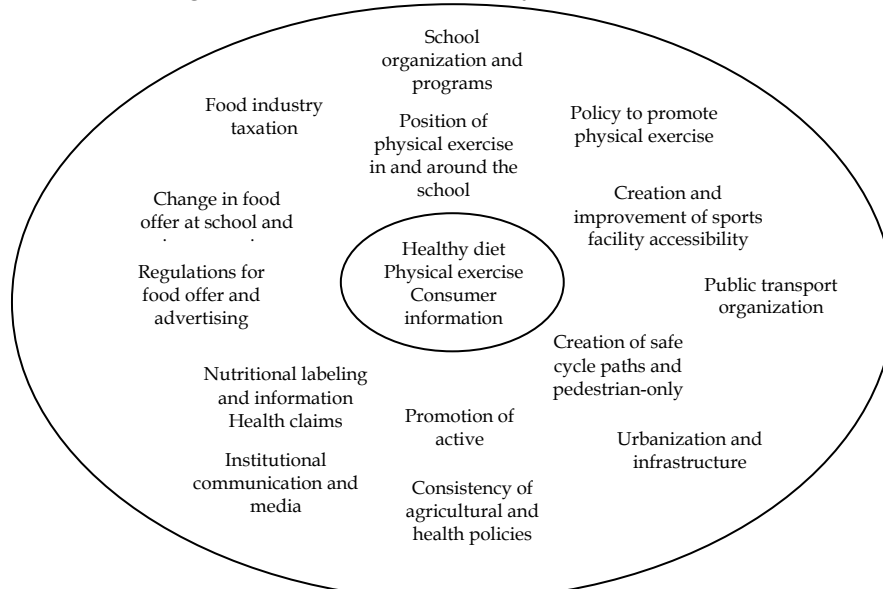 School
organization and
programs
Food industry
taxation
Position of
physical exercise
in and around the
school
Policy to promote
physical exercise
Change in food
offer at school and
Creation and
improvement of sports
facility accessibility
Healthy diet
Physical exercise
Consumer
information
Regulations for
food offer and
advertising
Public transport
organization
Creation of safe
cycle paths and
pedestrian-only
Nutritional labeling
and information
Health claims
Promotion of
active
Urbanization and
infrastructure
Institutional
communication and
media
Consistency of
agricultural and
health policies